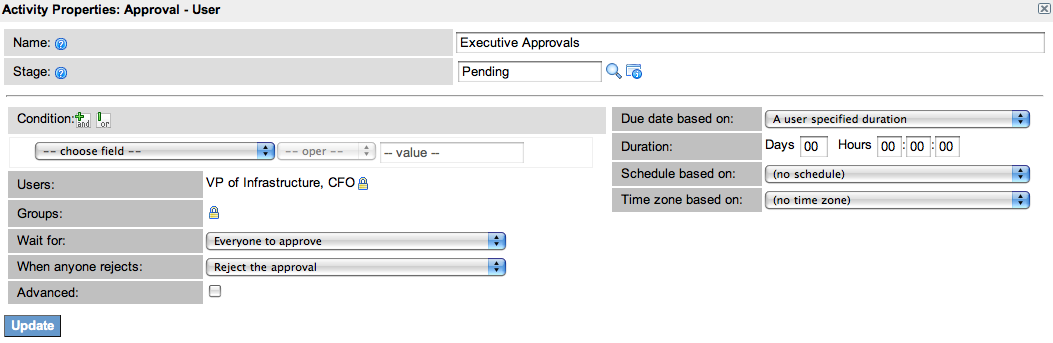 Activity Properties: Approval - User
Name: Executive Approvals
Stage: Pending
Condition: and or
-- choose field -- -- oper -- -- value --
Users: VP of Infrastructure, CFO
Groups:
Wait for: Everyone to approve
When anyone rejects: Reject the approval
Advanced:
Due date based on: A user specified duration
Duration: Days 00 Hours 00 : 00 : 00
Schedule based on: (no schedule)
Time zone based on: (no time zone)
Update